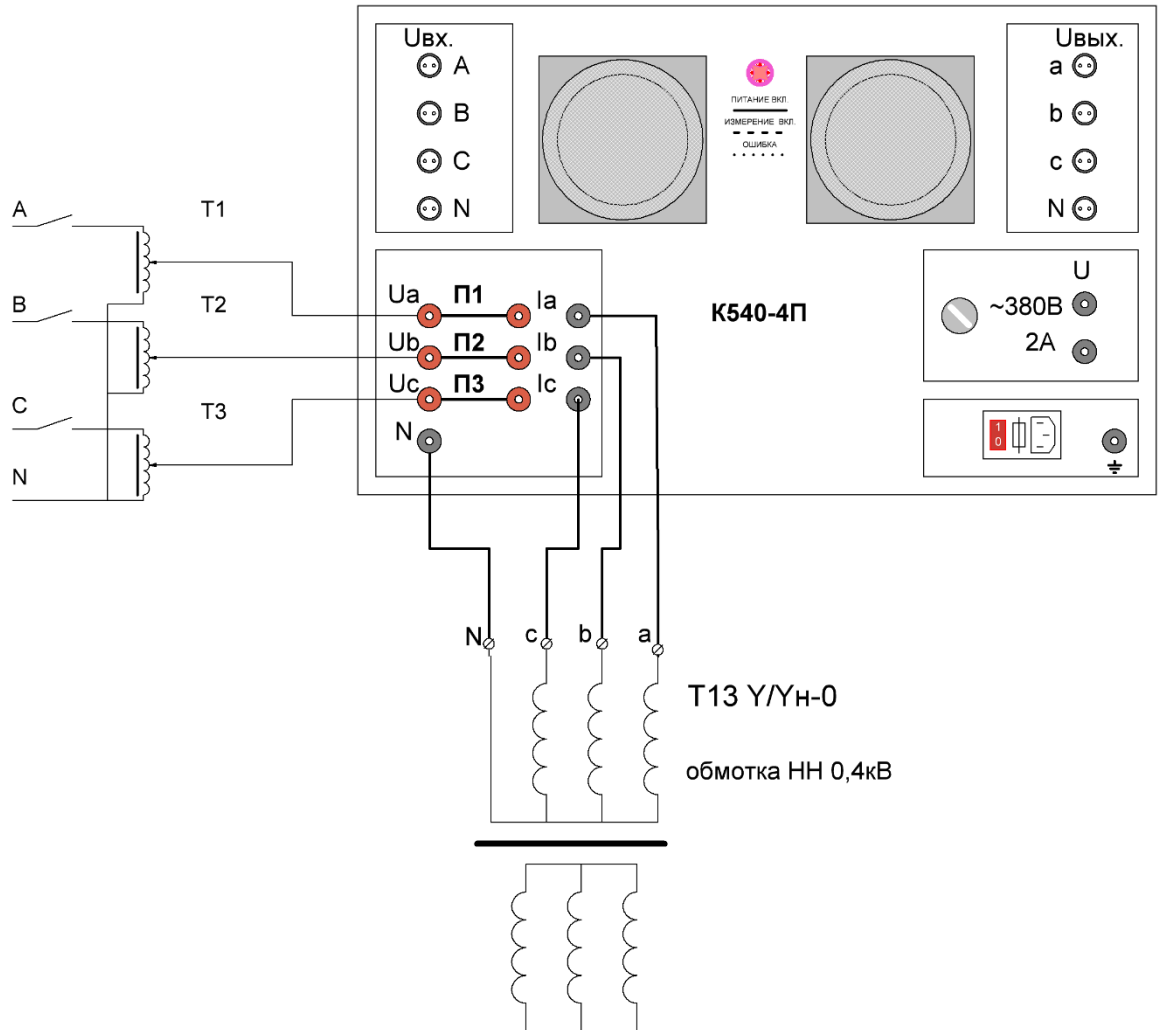 Uвх.
A
B
C
N
ПИТАНИЕ ВКЛ.
ИЗМЕРЕНИЕ ВКЛ.
ОШИБКА
Uвых.
a
b
c
N
A
T1
B
T2
C
T3
N
Ua П1 Ia
Ub П2 Ib
Uc П3 Ic
N
К540-4П
U
~380В
2А
1
0
N c b a
Т13 Y/Yн-0
обмотка НН 0,4кВ